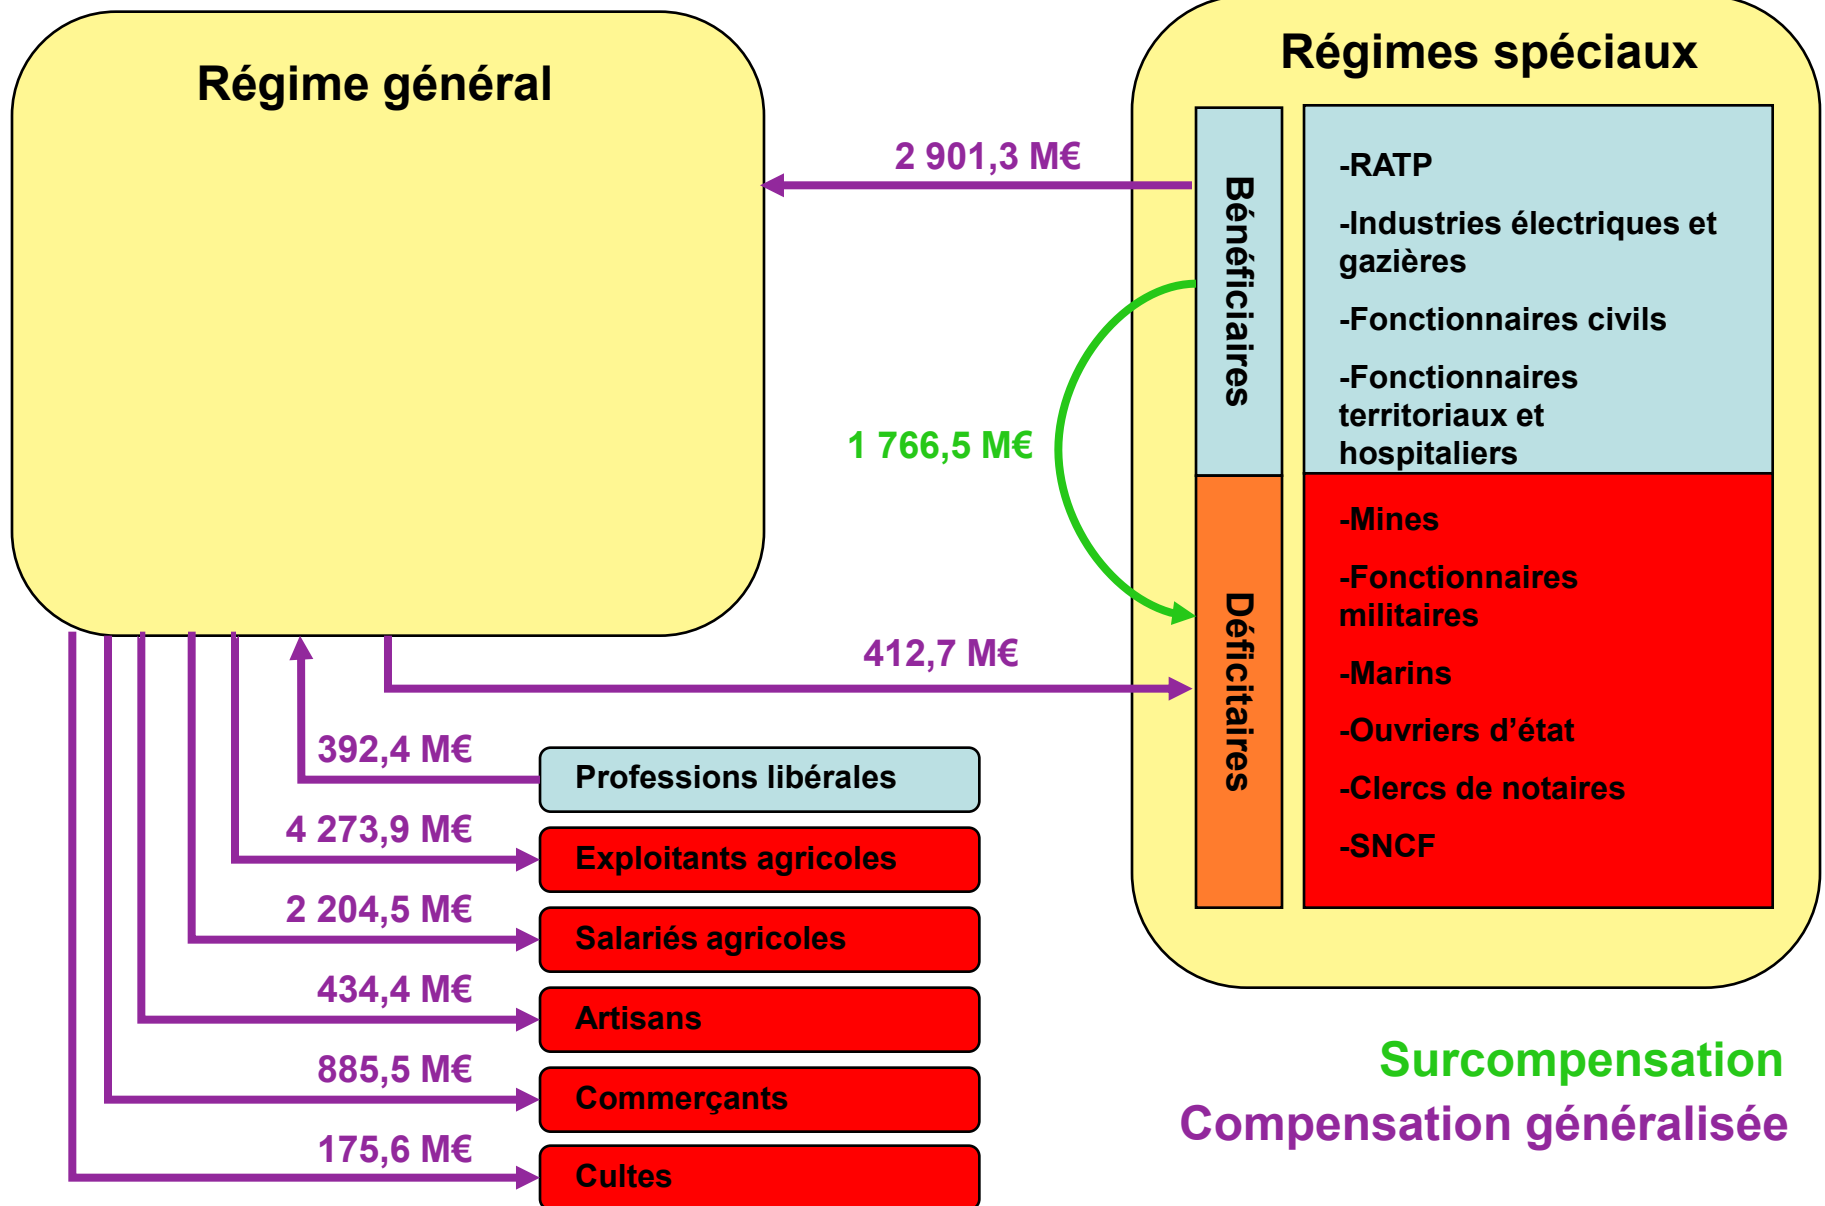 Régime général
Régimes spéciaux
2 901,3 M€
Bénéficiaires
-RATP
-Industries électriques et
gazières
-Fonctionnaires civils
-Fonctionnaires
territoriaux et
hospitaliers
1 766,5 M€
Déficitaires
-Mines
-Fonctionnaires
militaires
-Marins
-Ouvriers d’état
-Clercs de notaires
-SNCF
412,7 M€
392,4 M€
Professions libérales
4 273,9 M€
Exploitants agricoles
2 204,5 M€
Salariés agricoles
434,4 M€
Artisans
885,5 M€
Commerçants
175,6 M€
Cultes
Surcompensation
Compensation généralisée